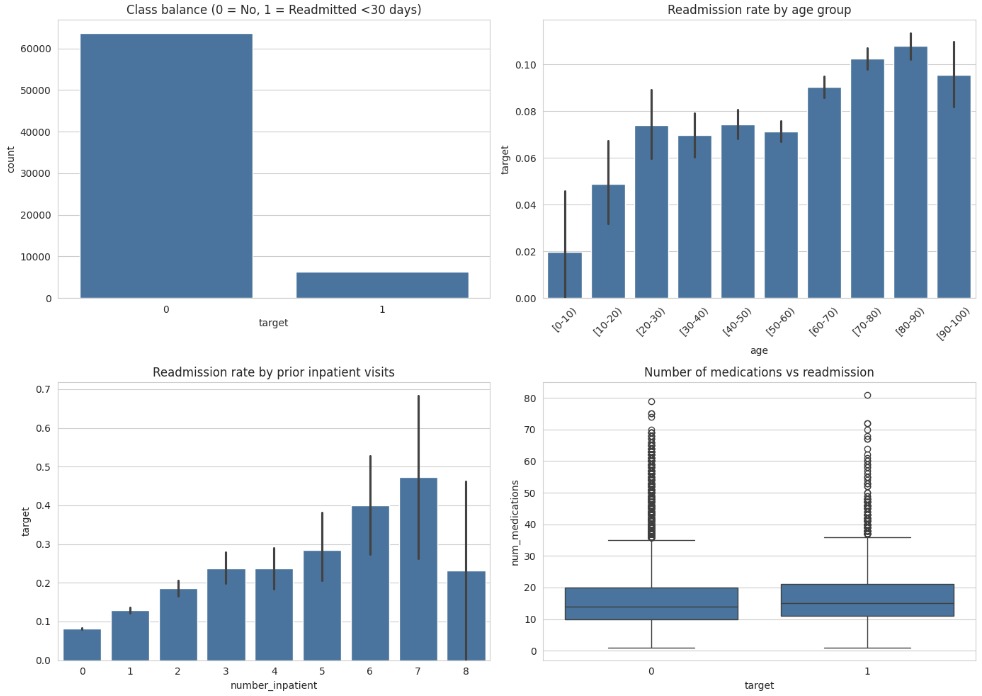 Class balance (0 = No, 1 = Readmitted <30 days)
count
60000
50000
40000
30000
20000
10000
0
0 1
target
Readmission rate by age group
target
0.10
0.08
0.06
0.04
0.02
0.00
[0-10) [10-20) [20-30) [30-40) [40-50) [50-60) [60-70) [70-80) [80-90) [90-100)
age
Readmission rate by prior inpatient visits
target
0.7
0.6
0.5
0.4
0.3
0.2
0.1
0.0
0 1 2 3 4 5 6 7 8
number_inpatient
Number of medications vs readmission
num_medications
80
70
60
50
40
30
20
10
0
0 1
target